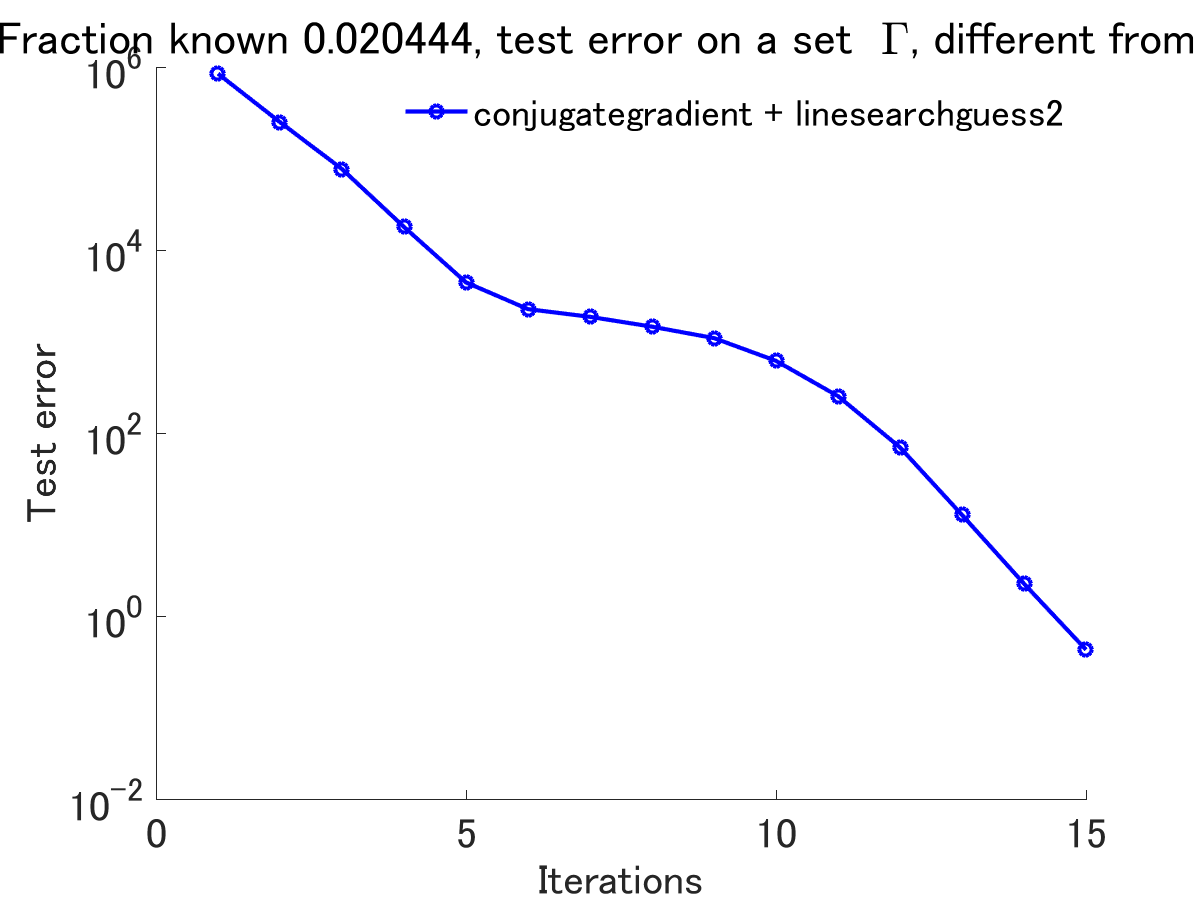 Fraction known 0.020444, test error on a set Γ, different from
10^6
conjugategradient + linesearchguess2
10^4
10^2
10^0
10^-2
Test error
0 5 10 15
Iterations